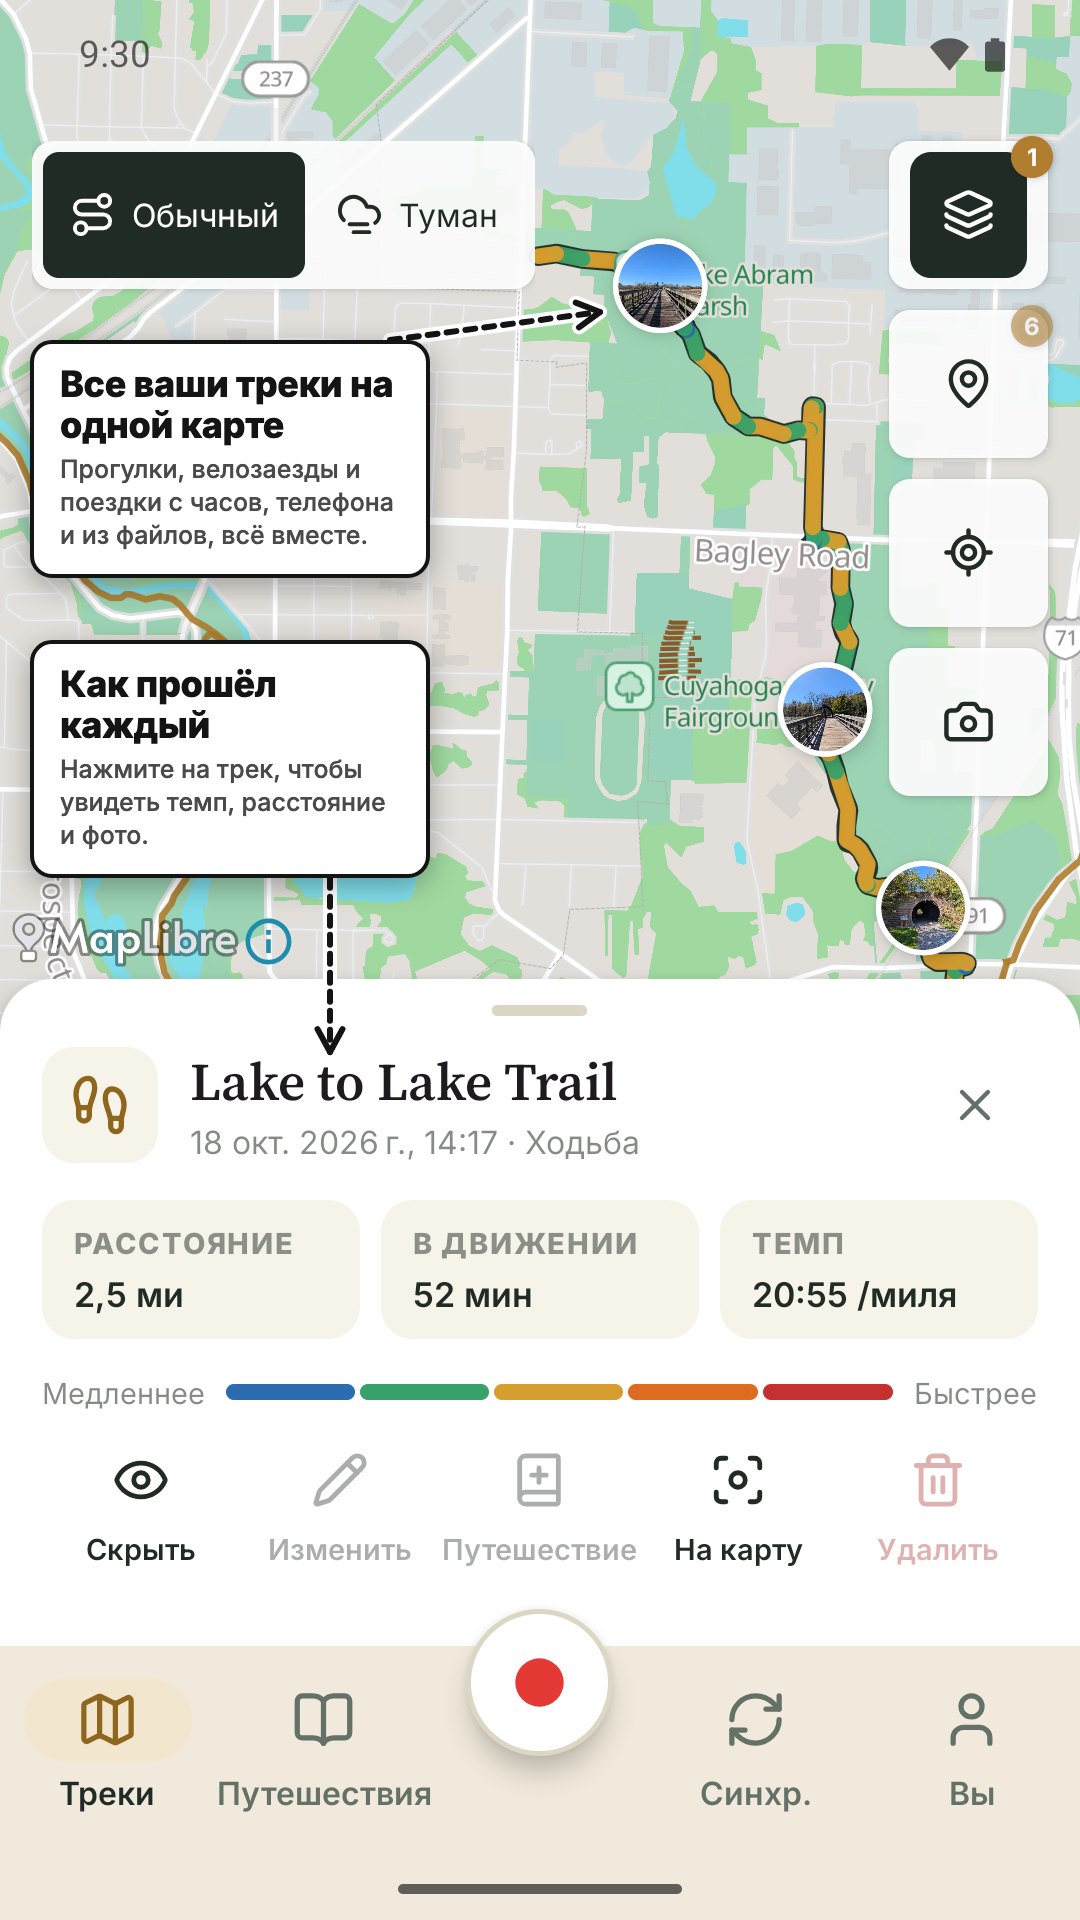 9:30
237
1
Обычный
Туман
ke Abram
arsh
6
Все ваши треки на
одной карте
Прогулки, велозаезды и
поездки с часов, телефона
и из файлов, всё вместе.
Bagley Road
71
Как прошёл
каждый
Нажмите на трек, чтобы
увидеть темп, расстояние
и фото.
Cuyahoga
Fairgroun
91
MapLibre
Lake to Lake Trail
18 окт. 2026 г., 14:17 · Ходьба
РАССТОЯНИЕ
2,5 ми
В ДВИЖЕНИИ
52 мин
ТЕМП
20:55 /миля
Медленнее
Быстрее
Скрыть
Изменить
Путешествие
На карту
Удалить
Треки
Путешествия
Синхр.
Вы